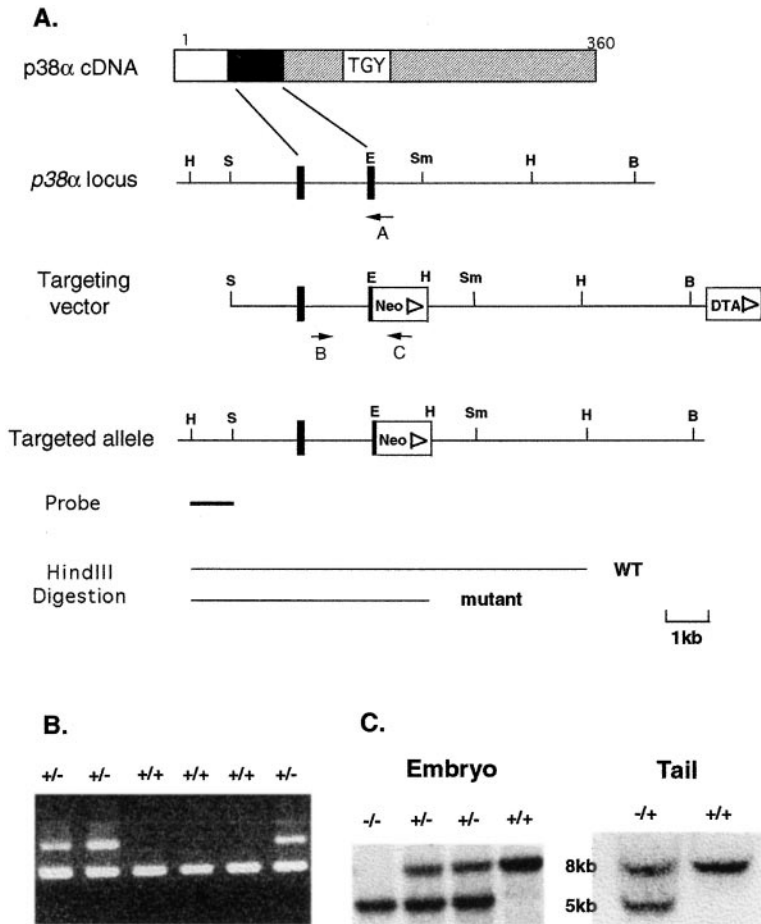 A.
1
360
p38α cDNA
TGY
p38α locus
H S E Sm H B
A
Targeting vector
S E H Sm H B
Neo
DTA
B C
Targeted allele
H S E H Sm H B
Neo
Probe
HindIII Digestion
WT
mutant
1kb
B.
+/- +/- +/+ +/+ +/+ +/-
C.
Embryo
-/- +/- +/- +/+
Tail
-/+ +/+
8kb
5kb